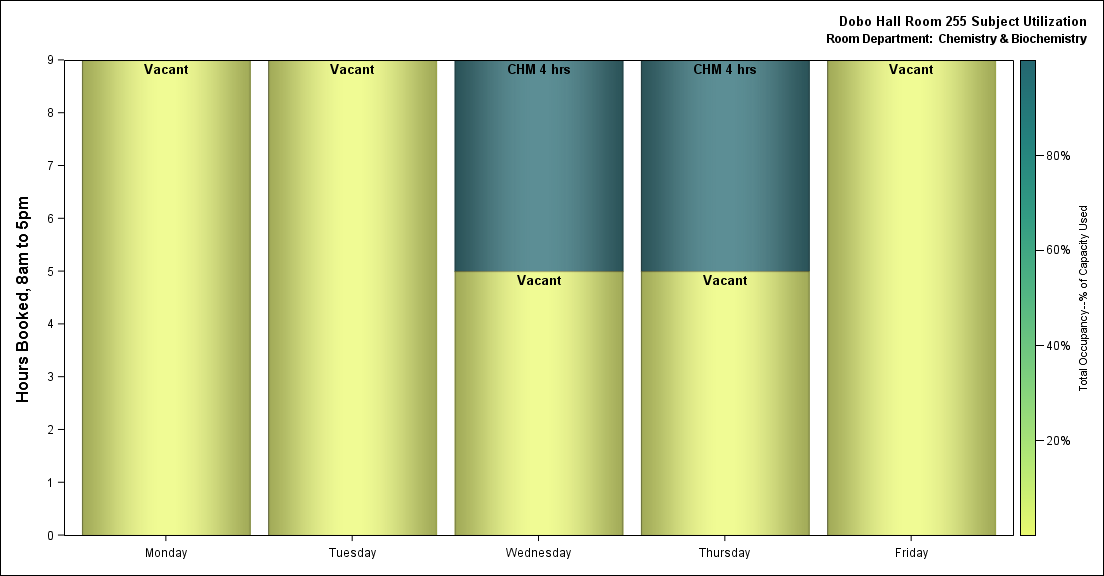 Dobo Hall Room 255 Subject Utilization
Room Department: Chemistry & Biochemistry
Hours Booked, 8am to 5pm
9
8
7
6
5
4
3
2
1
0
Vacant
Vacant
CHM 4 hrs
CHM 4 hrs
Vacant
Vacant
Vacant
Monday
Tuesday
Wednesday
Thursday
Friday
80%
60%
40%
20%
Total Occupancy--% of Capacity Used